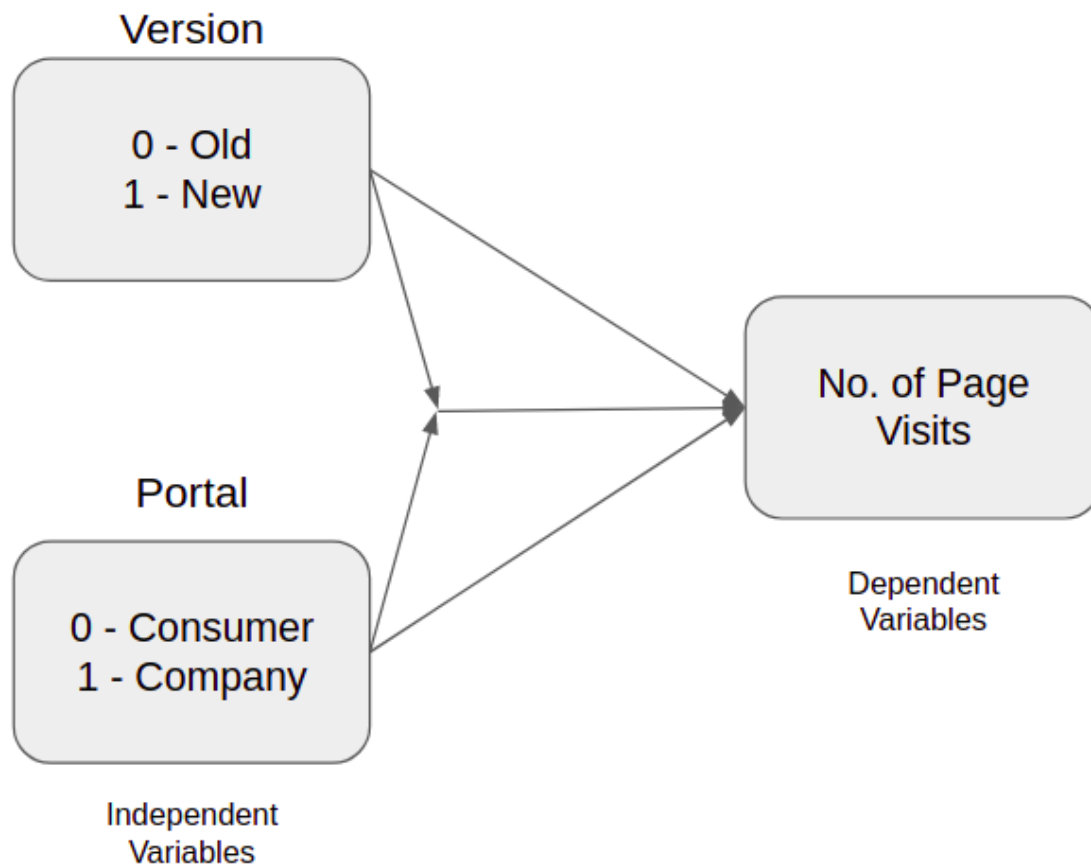 Version
0 - Old
1 - New
No. of Page
Visits
Portal
0 - Consumer
1 - Company
Dependent
Variables
Independent
Variables